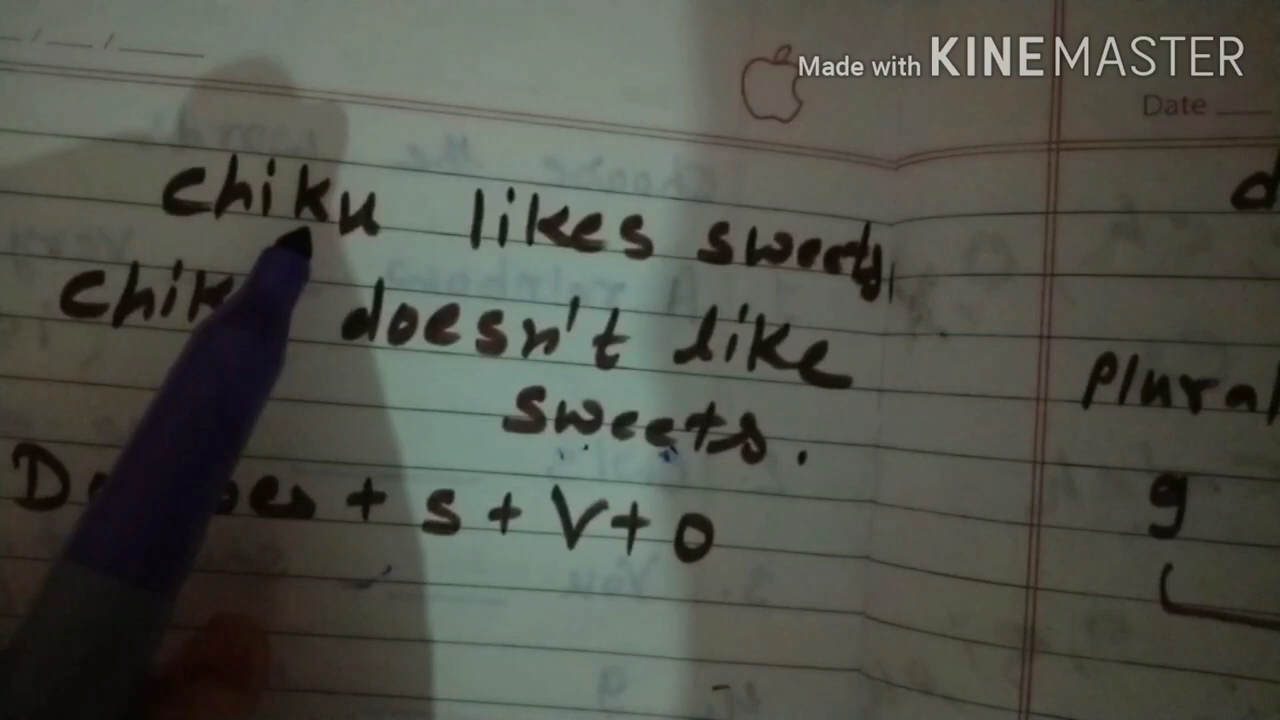 Made with KINEMASTER
Date
Chiku likes sweets,
doesn't like
sweets.
+ S + V + O
Plural
g